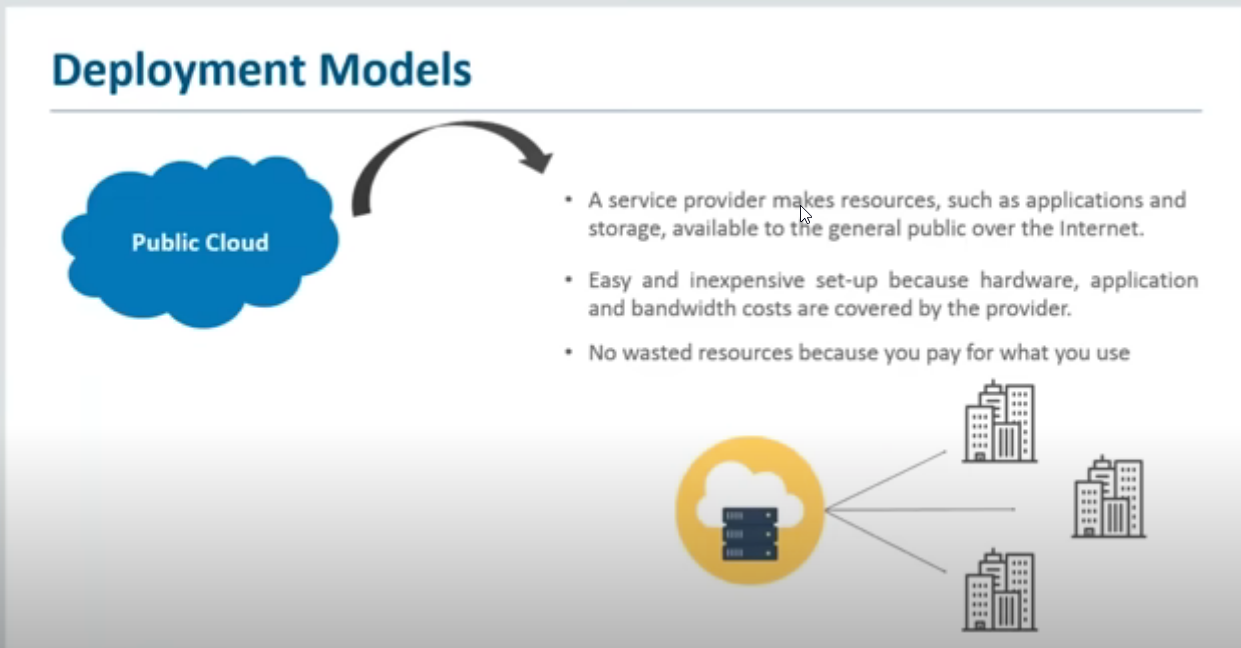 Deployment Models
Public Cloud
• A service provider makes resources, such as applications and
storage, available to the general public over the Internet.
• Easy and inexpensive set-up because hardware, application
and bandwidth costs are covered by the provider.
• No wasted resources because you pay for what you use